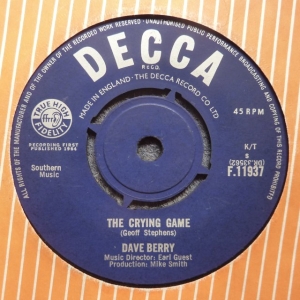 ALL RIGHTS OF THE MANUFACTURER AND OF THE OWNER OF THE RECORDED WORK RESERVED UNAUTHORISED PUBLIC PERFORMANCE BROADCASTING AND COPYING OF THIS RECORD PROHIBITED
DECCA
REGD.
MADE IN ENGLAND · THE DECCA RECORD CO LTD
TRUE HIGH
ffrr
FIDELITY
45 RPM
RECORDING FIRST
PUBLISHED 1964
K/T
Southern
Music
F.11937
THE CRYING GAME
(Geoff Stephens)
DAVE BERRY
Music Director: Earl Guest
Production: Mike Smith